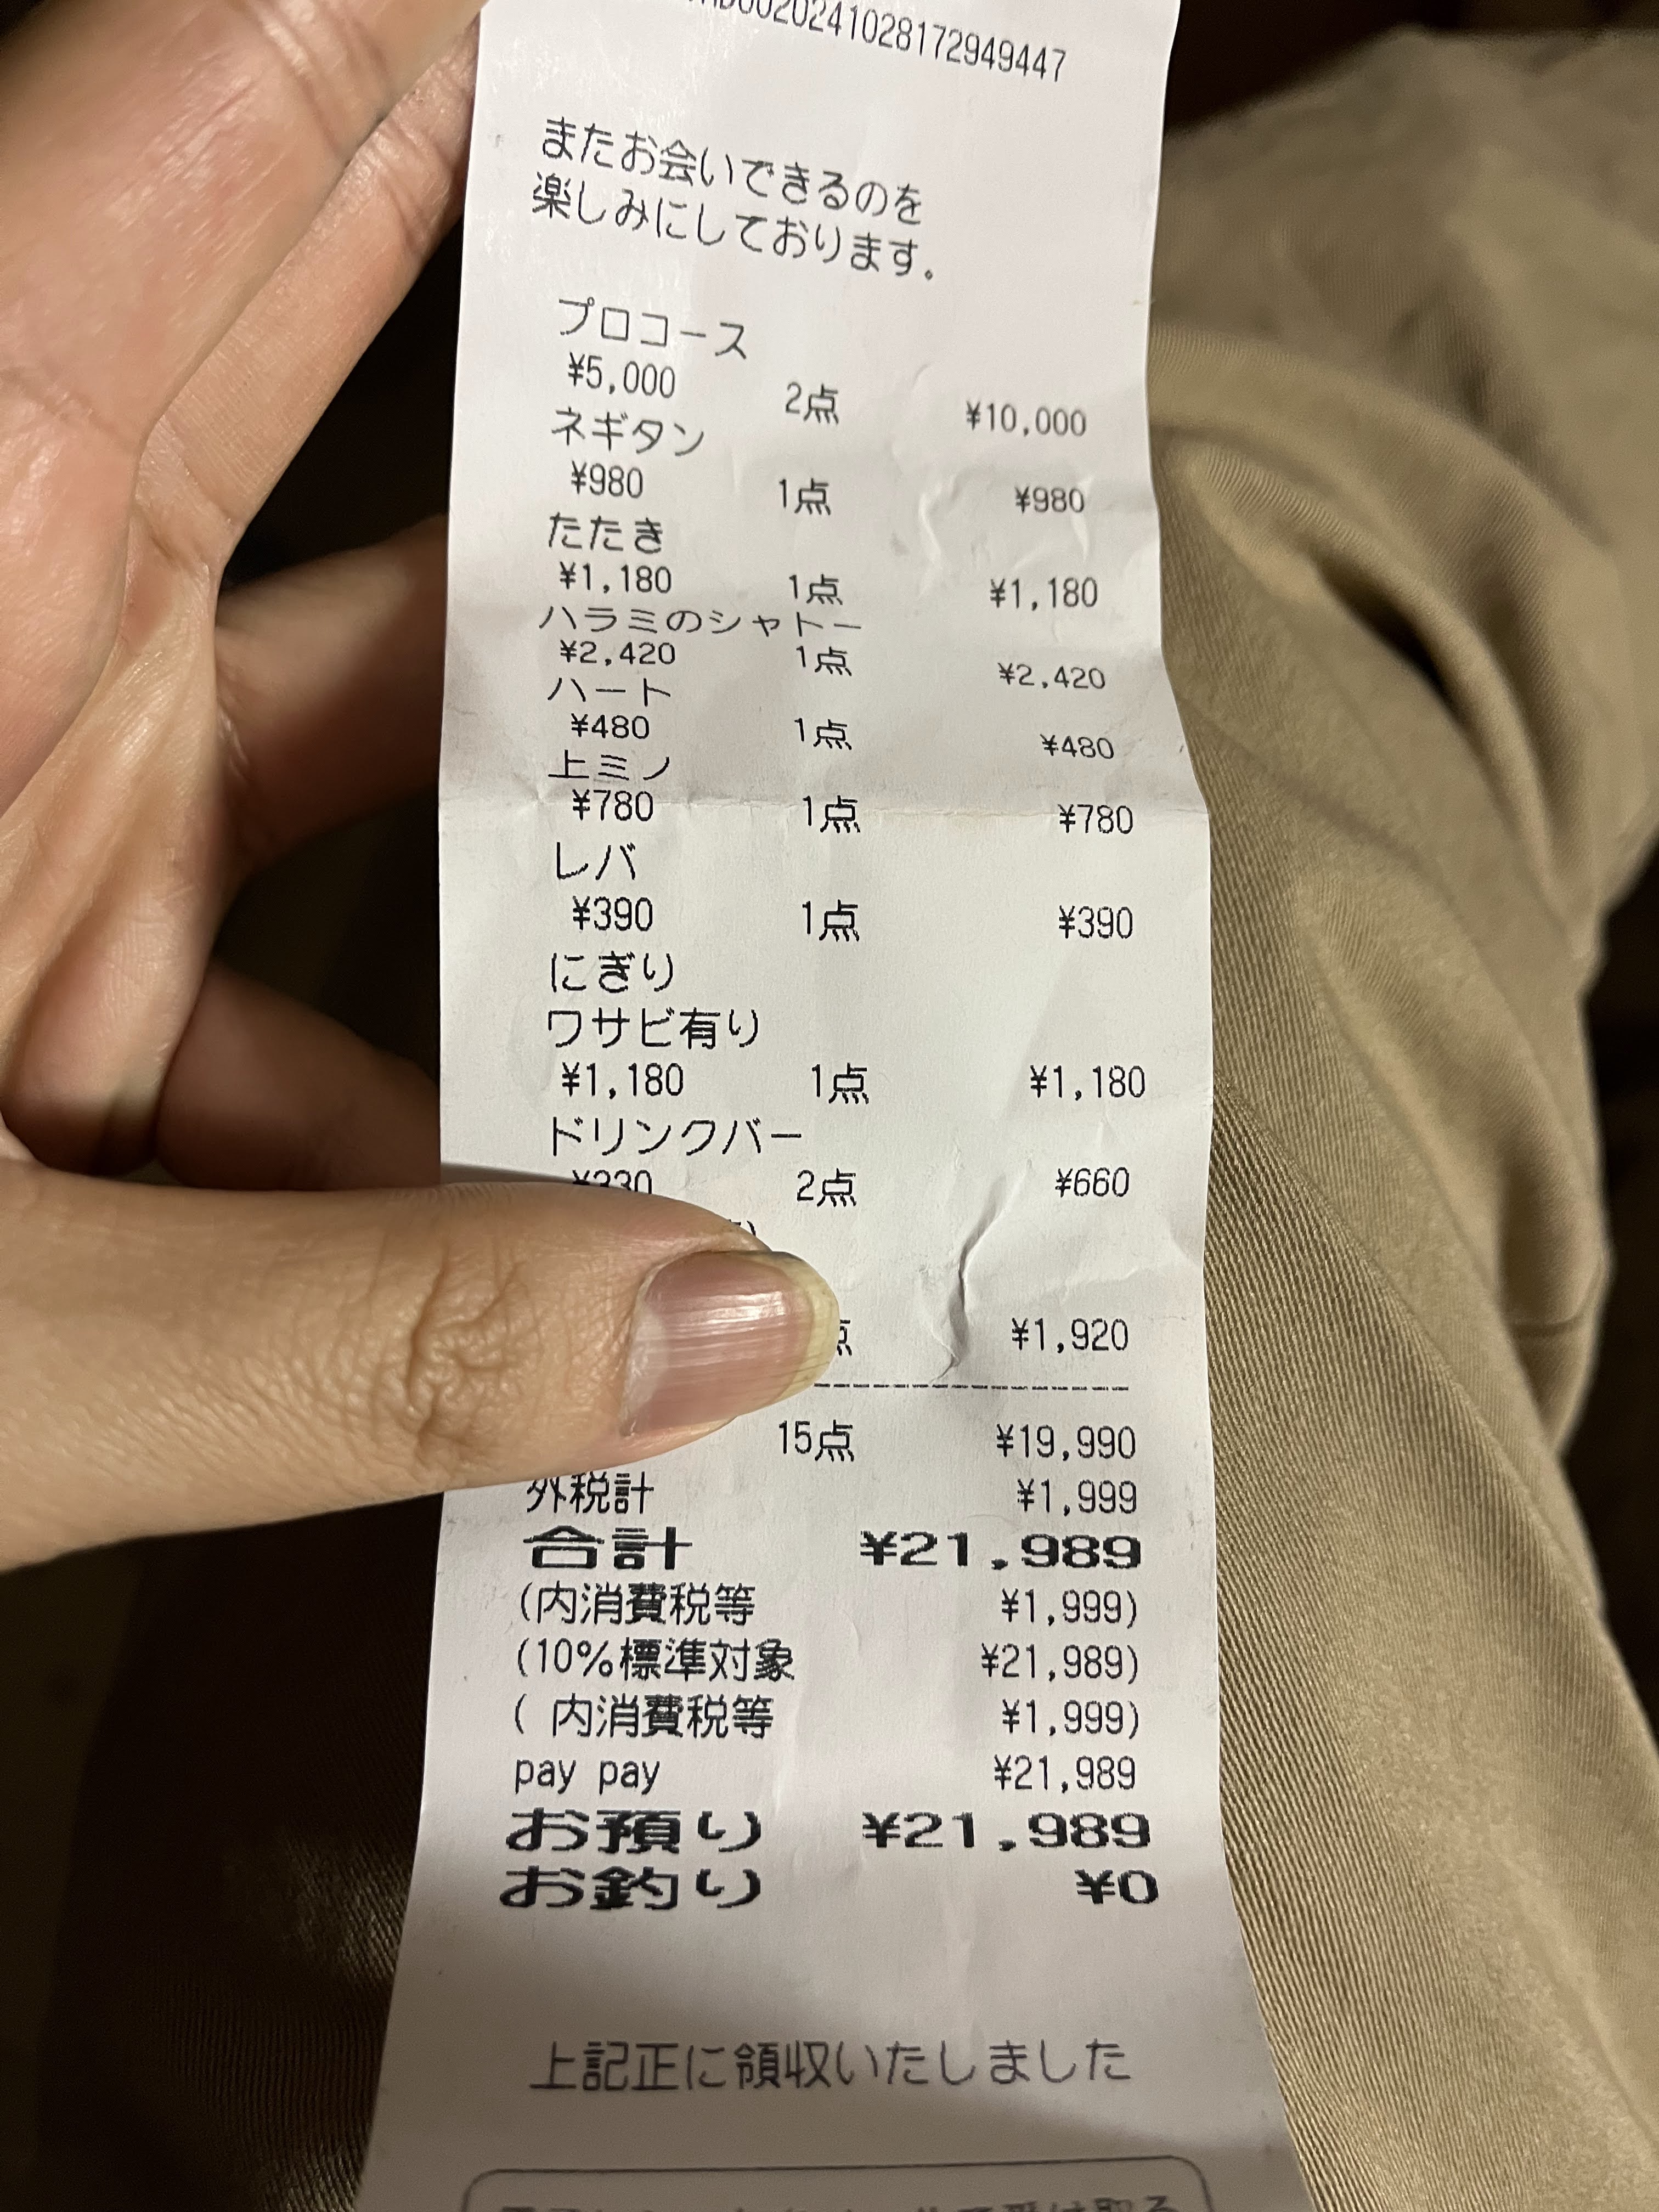 20241028172949447
またお会いできるのを
楽しみにしております。
プロコース
¥5,000 2点 ¥10,000
ネギタン
¥980 1点 ¥980
たたき
¥1,180 1点 ¥1,180
ハラミのシャトー
¥2,420 1点 ¥2,420
ハート
¥480 1点 ¥480
上ミノ
¥780 1点 ¥780
レバ
¥390 1点 ¥390
にぎり
ワサビ有り
¥1,180 1点 ¥1,180
ドリンクバー
¥330 2点 ¥660
点 ¥1,920
15点 ¥19,990
外税計 ¥1,999
合計 ¥21,989
(内消費税等 ¥1,999)
(10%標準対象 ¥21,989)
( 内消費税等 ¥1,999)
pay pay ¥21,989
お預り ¥21,989
お釣り ¥0
上記正に領収いたしました